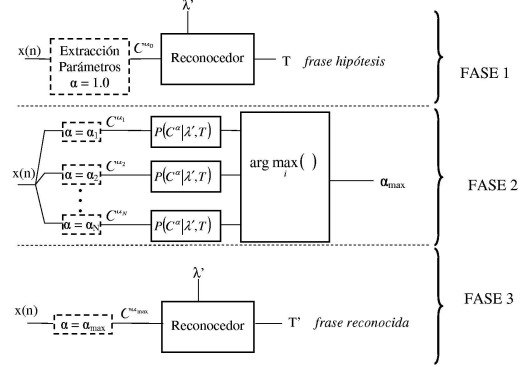 λ'
x(n)
Extracción
Parámetros
α = 1.0
C^α0
Reconocedor
T frase hipótesis
FASE 1
x(n)
α = α1
C^α1
P(C^α|λ',T)
α = α2
C^α2
P(C^α|λ',T)
α = αN
C^αN
P(C^α|λ',T)
arg max( )
i
αmax
FASE 2
λ'
x(n)
α = αmax
C^αmax
Reconocedor
T' frase reconocida
FASE 3